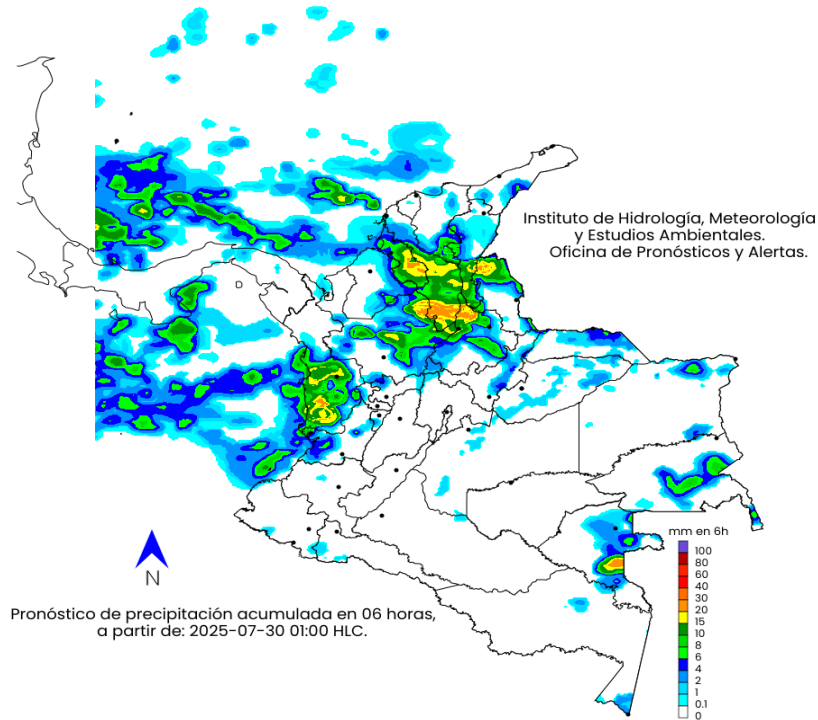 Instituto de Hidrología, Meteorología
y Estudios Ambientales.
Oficina de Pronósticos y Alertas.
N
Pronóstico de precipitación acumulada en 06 horas,
a partir de: 2025-07-30 01:00 HLC.
mm en 6h
100
80
60
40
30
20
15
10
8
6
4
2
1
0.1
0